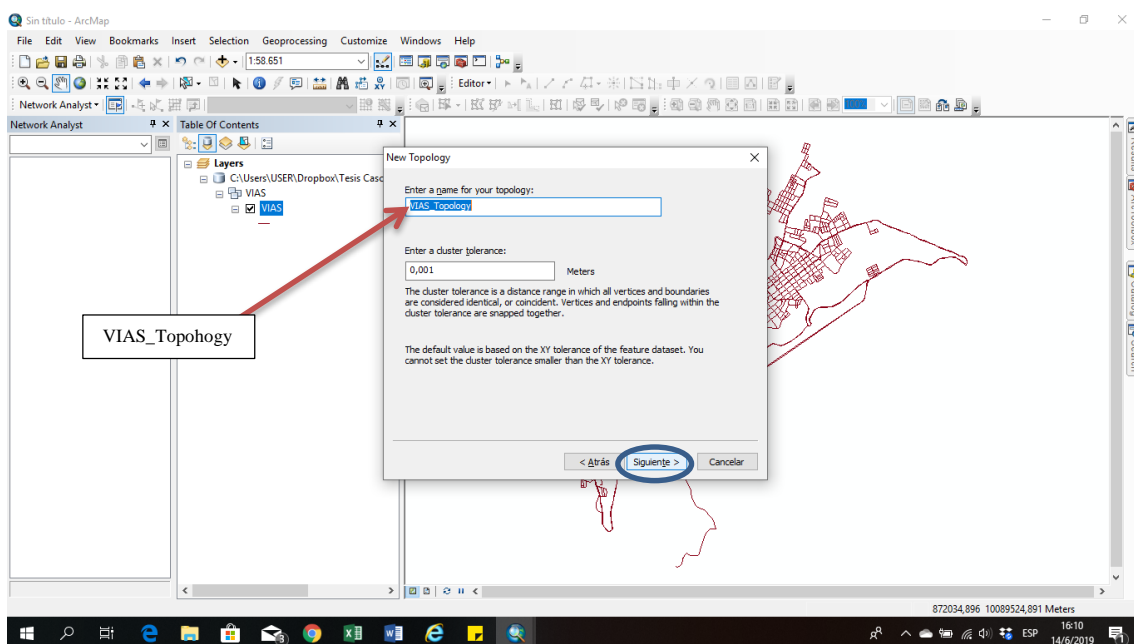 Sin título - ArcMap
File Edit View Bookmarks Insert Selection Geoprocessing Customize Windows Help
1:58.651
Editor
Network Analyst
Network Analyst
Table Of Contents
Layers
C:\Users\USER\Dropbox\Tesis Casc
VIAS
VIAS
New Topology
Enter a name for your topology:
VIAS_Topology
Enter a cluster tolerance:
0,001 Meters
The cluster tolerance is a distance range in which all vertices and boundaries
are considered identical, or coincident. Vertices and endpoints falling within the
cluster tolerance are snapped together.
The default value is based on the XY tolerance of the feature dataset. You
cannot set the cluster tolerance smaller than the XY tolerance.
< Atrás Siguiente > Cancelar
VIAS_Topohogy
872034,896 10089524,891 Meters
ESP
16:10
14/6/2019